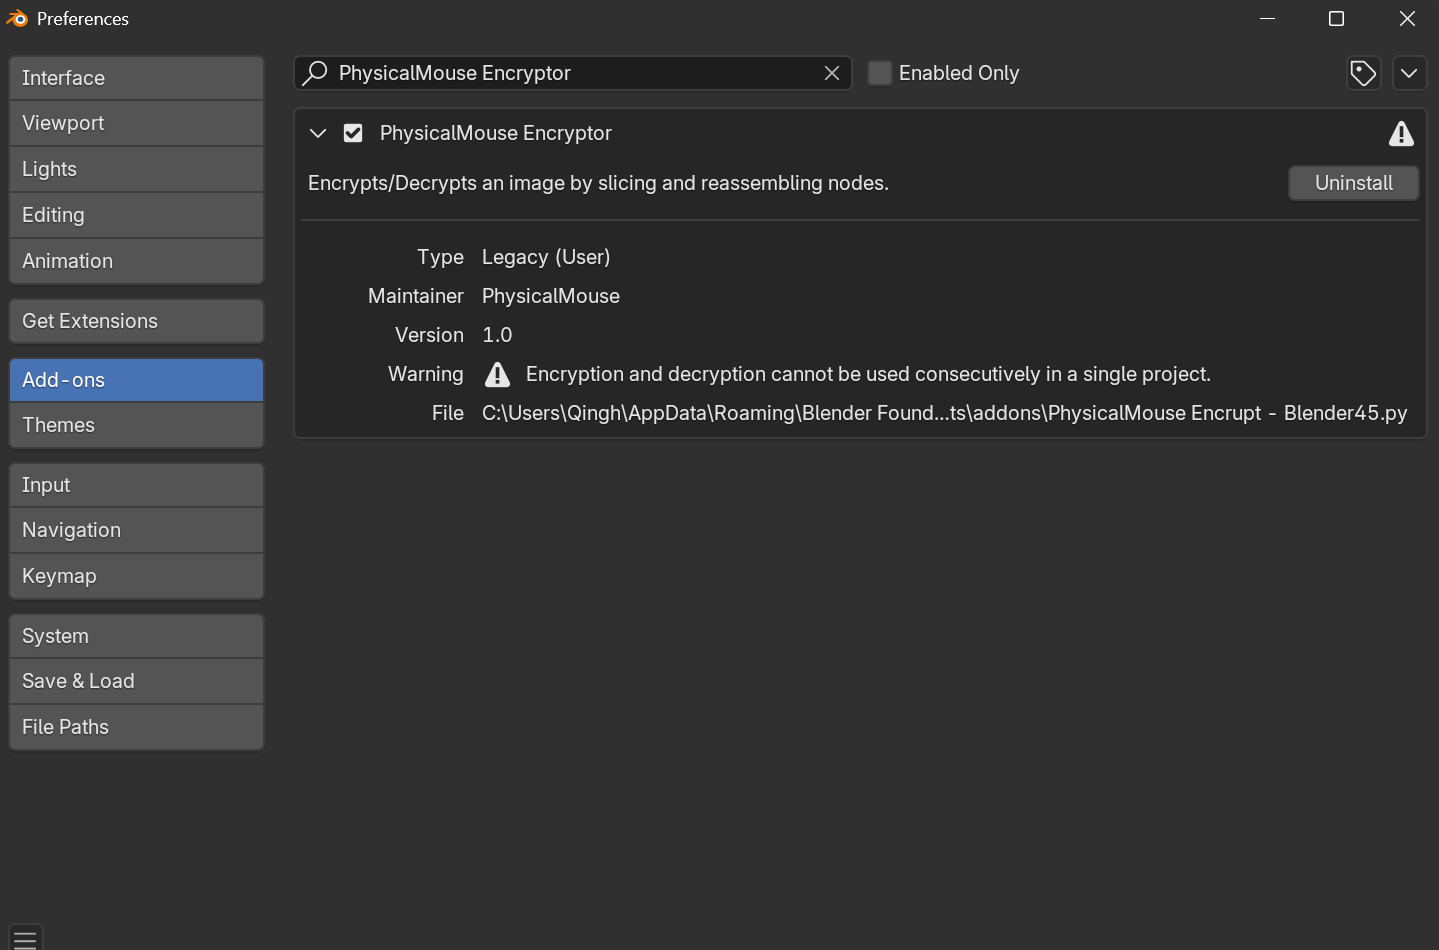 Preferences
Interface
Viewport
Lights
Editing
Animation
Get Extensions
Add-ons
Themes
Input
Navigation
Keymap
System
Save & Load
File Paths
PhysicalMouse Encryptor
Enabled Only
PhysicalMouse Encryptor
Encrypts/Decrypts an image by slicing and reassembling nodes.
Uninstall
Type Legacy (User)
Maintainer PhysicalMouse
Version 1.0
Warning Encryption and decryption cannot be used consecutively in a single project.
File C:\Users\Qingh\AppData\Roaming\Blender Found...ts\addons\PhysicalMouse Encrupt - Blender45.py